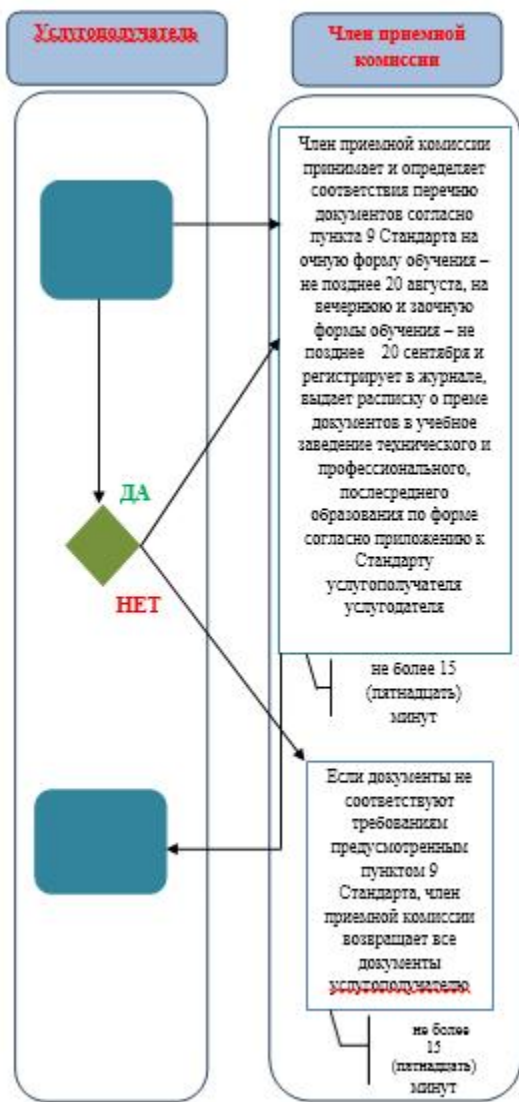 Услугополучатель
Член приемной
комиссии
Член приемной комиссии
принимает и определяет
соответствия перечню
документов согласно
пункта 9 Стандарта на
очную форму обучения –
не позднее 20 августа, на
вечернюю и заочную
формы обучения – не
позднее 20 сентября и
регистрирует в журнале,
выдает расписку о преме
документов в учебное
заведение технического и
профессионального,
послесреднего
образования по форме
согласно приложению к
Стандарту
услугополучателя
услугодателя
ДА
НЕТ
не более 15
(пятнадцать)
минут
Если документы не
соответствуют
требованиям
предусмотренным
пунктом 9
Стандарта, член
приемной комиссии
возвращает все
документы
услугополучателю
не более
15
(пятнадцать)
минут